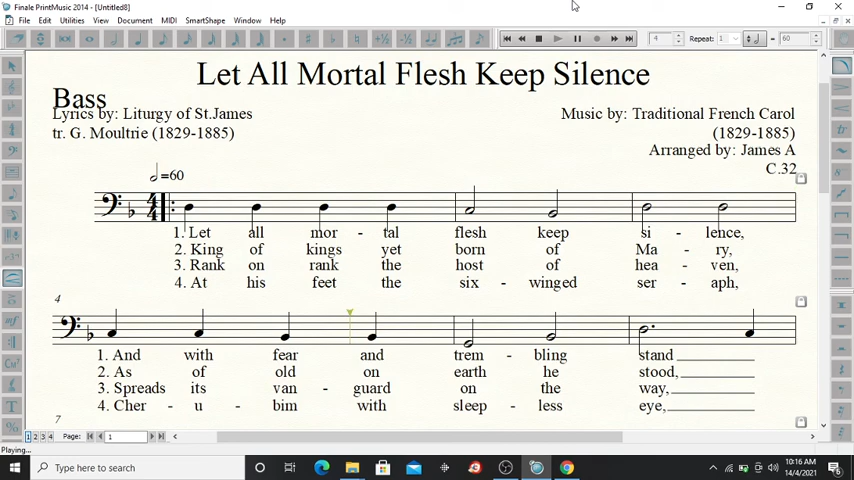 Finale PrintMusic 2014 - [Untitled8]
File Edit Utilities View Document MIDI SmartShape Window Help
4 Repeat: 1 = 60
Let All Mortal Flesh Keep Silence
Bass
Lyrics by: Liturgy of St.James
tr. G. Moultrie (1829-1885)
Music by: Traditional French Carol
(1829-1885)
Arranged by: James A
C.32
=60
1. Let all mor - tal flesh keep si - lence,
2. King of kings yet born of Ma - ry,
3. Rank on rank the host of hea - ven,
4. At his feet the six - winged ser - aph,
4
1. And with fear and trem - bling stand
2. As of old on earth he stood,
3. Spreads its van - guard on the way,
4. Cher - u - bim with sleep - less eye,
7
1 2 3 4 Page: 1
Playing...
Type here to search
10:16 AM
14/4/2021